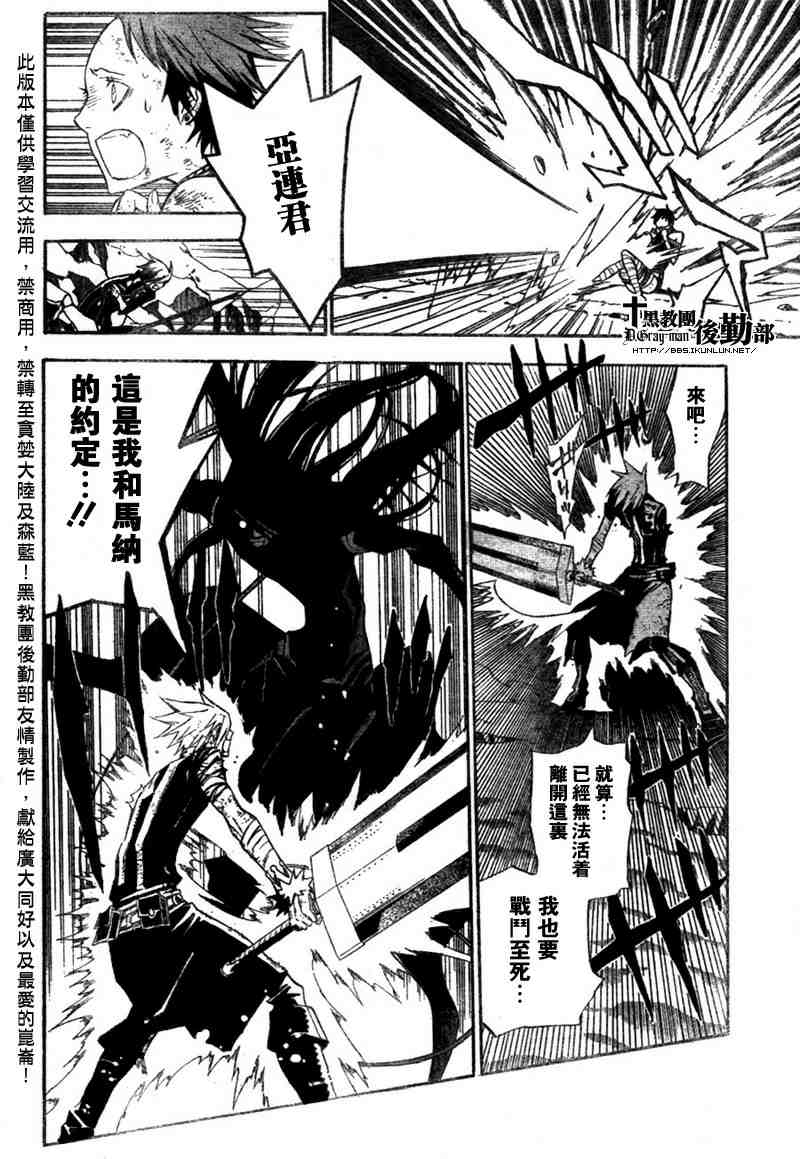 亞連君
✝黑教團
D.Gray-man
後勤部
HTTP://BBS.IKUNLUN.NET/
來吧…
就算…
已經無法活着
離開這裏
我也要
戰鬥至死…
這是我和馬納
的約定…!!
此版本僅供學習交流用，禁商用，禁轉至貪婪大陸及森藍！黑教團後勤部友情製作，獻給廣大同好以及最愛的崑崙！